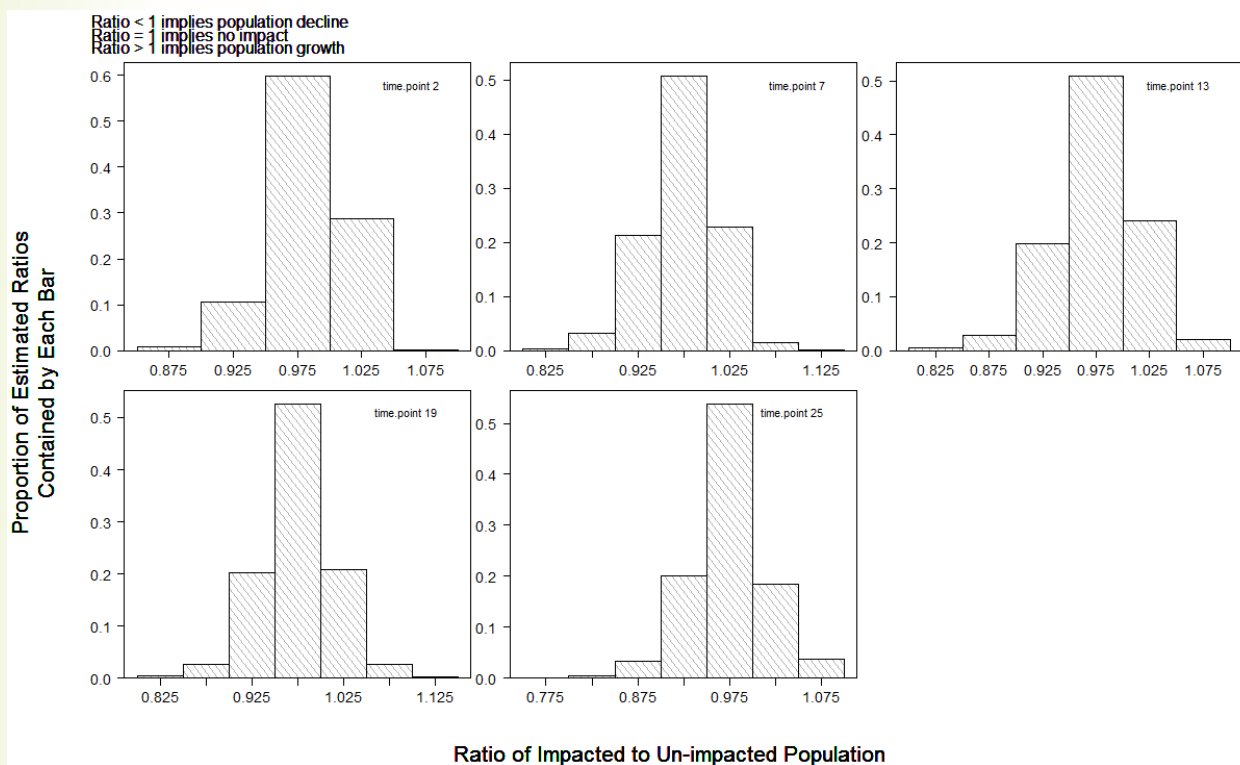 Ratio < 1 implies population decline
Ratio = 1 implies no impact
Ratio > 1 implies population growth
Proportion of Estimated Ratios
Contained by Each Bar
time.point 2
0.6
0.5
0.4
0.3
0.2
0.1
0.0
0.875 0.925 0.975 1.025 1.075
time.point 7
0.5
0.4
0.3
0.2
0.1
0.0
0.825 0.925 1.025 1.125
time.point 13
0.5
0.4
0.3
0.2
0.1
0.0
0.825 0.875 0.925 0.975 1.025 1.075
time.point 19
0.5
0.4
0.3
0.2
0.1
0.0
0.825 0.925 1.025 1.125
time.point 25
0.5
0.4
0.3
0.2
0.1
0.0
0.775 0.875 0.975 1.075
Ratio of Impacted to Un-impacted Population